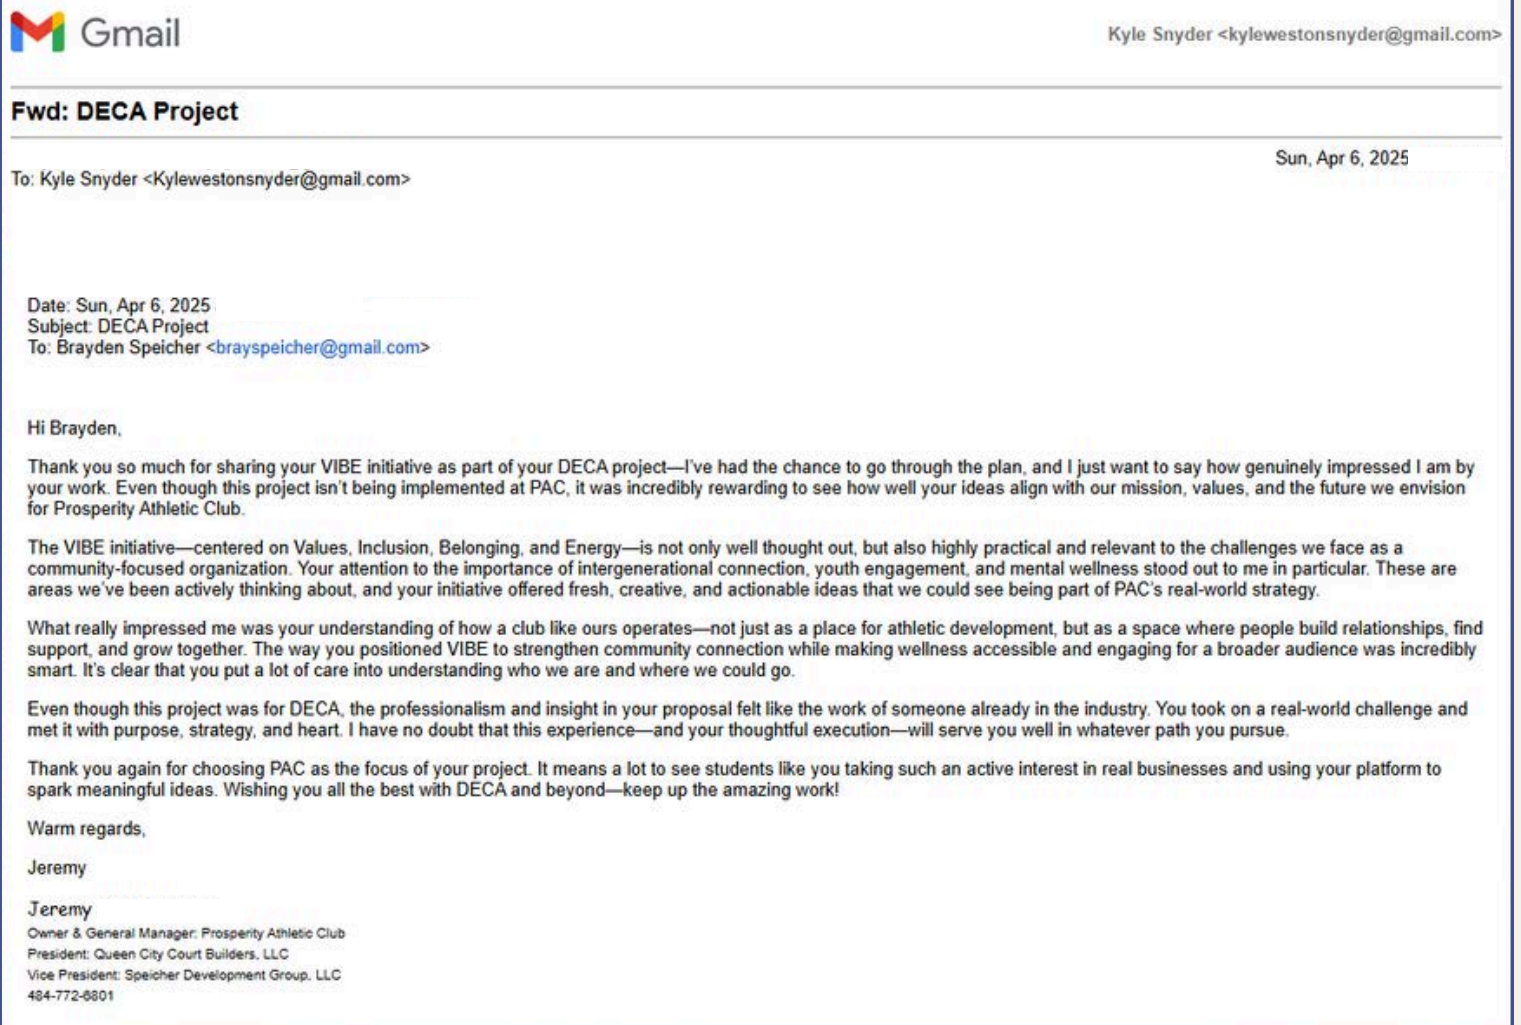 Gmail
Kyle Snyder <kylewestonsnyder@gmail.com>
Fwd: DECA Project
Sun, Apr 6, 2025
To: Kyle Snyder <Kylewestonsnyder@gmail.com>
Date: Sun, Apr 6, 2025
Subject: DECA Project
To: Brayden Speicher <brayspeicher@gmail.com>
Hi Brayden,
Thank you so much for sharing your VIBE initiative as part of your DECA project—I've had the chance to go through the plan, and I just want to say how genuinely impressed I am by
your work. Even though this project isn't being implemented at PAC, it was incredibly rewarding to see how well your ideas align with our mission, values, and the future we envision
for Prosperity Athletic Club.
The VIBE initiative—centered on Values, Inclusion, Belonging, and Energy—is not only well thought out, but also highly practical and relevant to the challenges we face as a
community-focused organization. Your attention to the importance of intergenerational connection, youth engagement, and mental wellness stood out to me in particular. These are
areas we've been actively thinking about, and your initiative offered fresh, creative, and actionable ideas that we could see being part of PAC's real-world strategy.
What really impressed me was your understanding of how a club like ours operates—not just as a place for athletic development, but as a space where people build relationships, find
support, and grow together. The way you positioned VIBE to strengthen community connection while making wellness accessible and engaging for a broader audience was incredibly
smart. It's clear that you put a lot of care into understanding who we are and where we could go.
Even though this project was for DECA, the professionalism and insight in your proposal felt like the work of someone already in the industry. You took on a real-world challenge and
met it with purpose, strategy, and heart. I have no doubt that this experience—and your thoughtful execution—will serve you well in whatever path you pursue.
Thank you again for choosing PAC as the focus of your project. It means a lot to see students like you taking such an active interest in real businesses and using your platform to
spark meaningful ideas. Wishing you all the best with DECA and beyond—keep up the amazing work!
Warm regards,
Jeremy
Jeremy
Owner & General Manager: Prosperity Athletic Club
President: Queen City Court Builders, LLC
Vice President: Speicher Development Group, LLC
484-772-6801